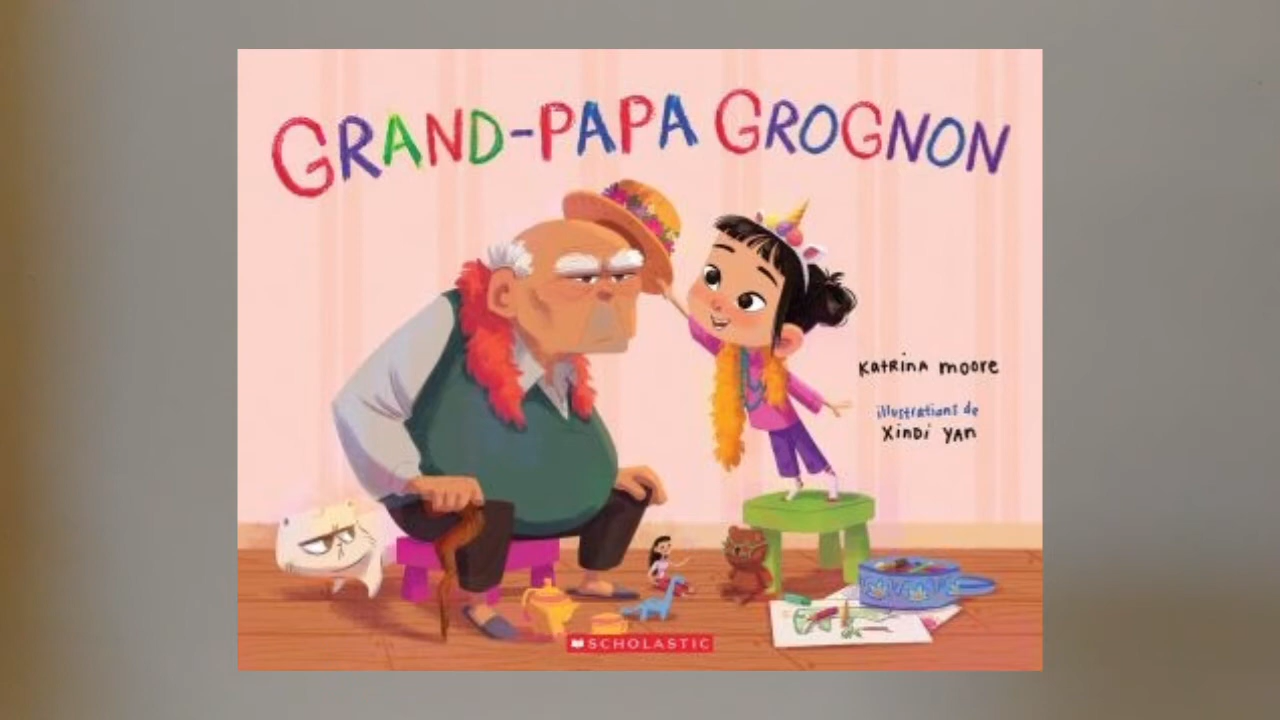 GRAND-PAPA GROGNON
KatRinA mooRe
illustrations de
XinDi YAn
SCHOLASTIC